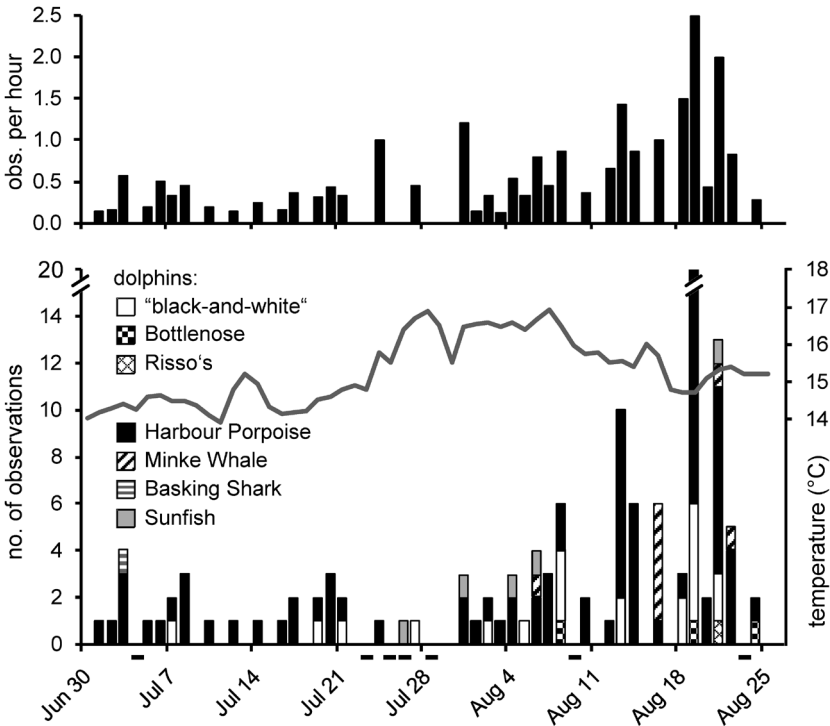 2.5
2.0
1.5
1.0
0.5
0.0
obs. per hour
20
14
12
10
8
6
4
2
0
no. of observations
dolphins:
“black-and-white“
Bottlenose
Risso‘s
Harbour Porpoise
Minke Whale
Basking Shark
Sunfish
18
17
16
15
14
temperature (°C)
Jun 30
Jul 7
Jul 14
Jul 21
Jul 28
Aug 4
Aug 11
Aug 18
Aug 25